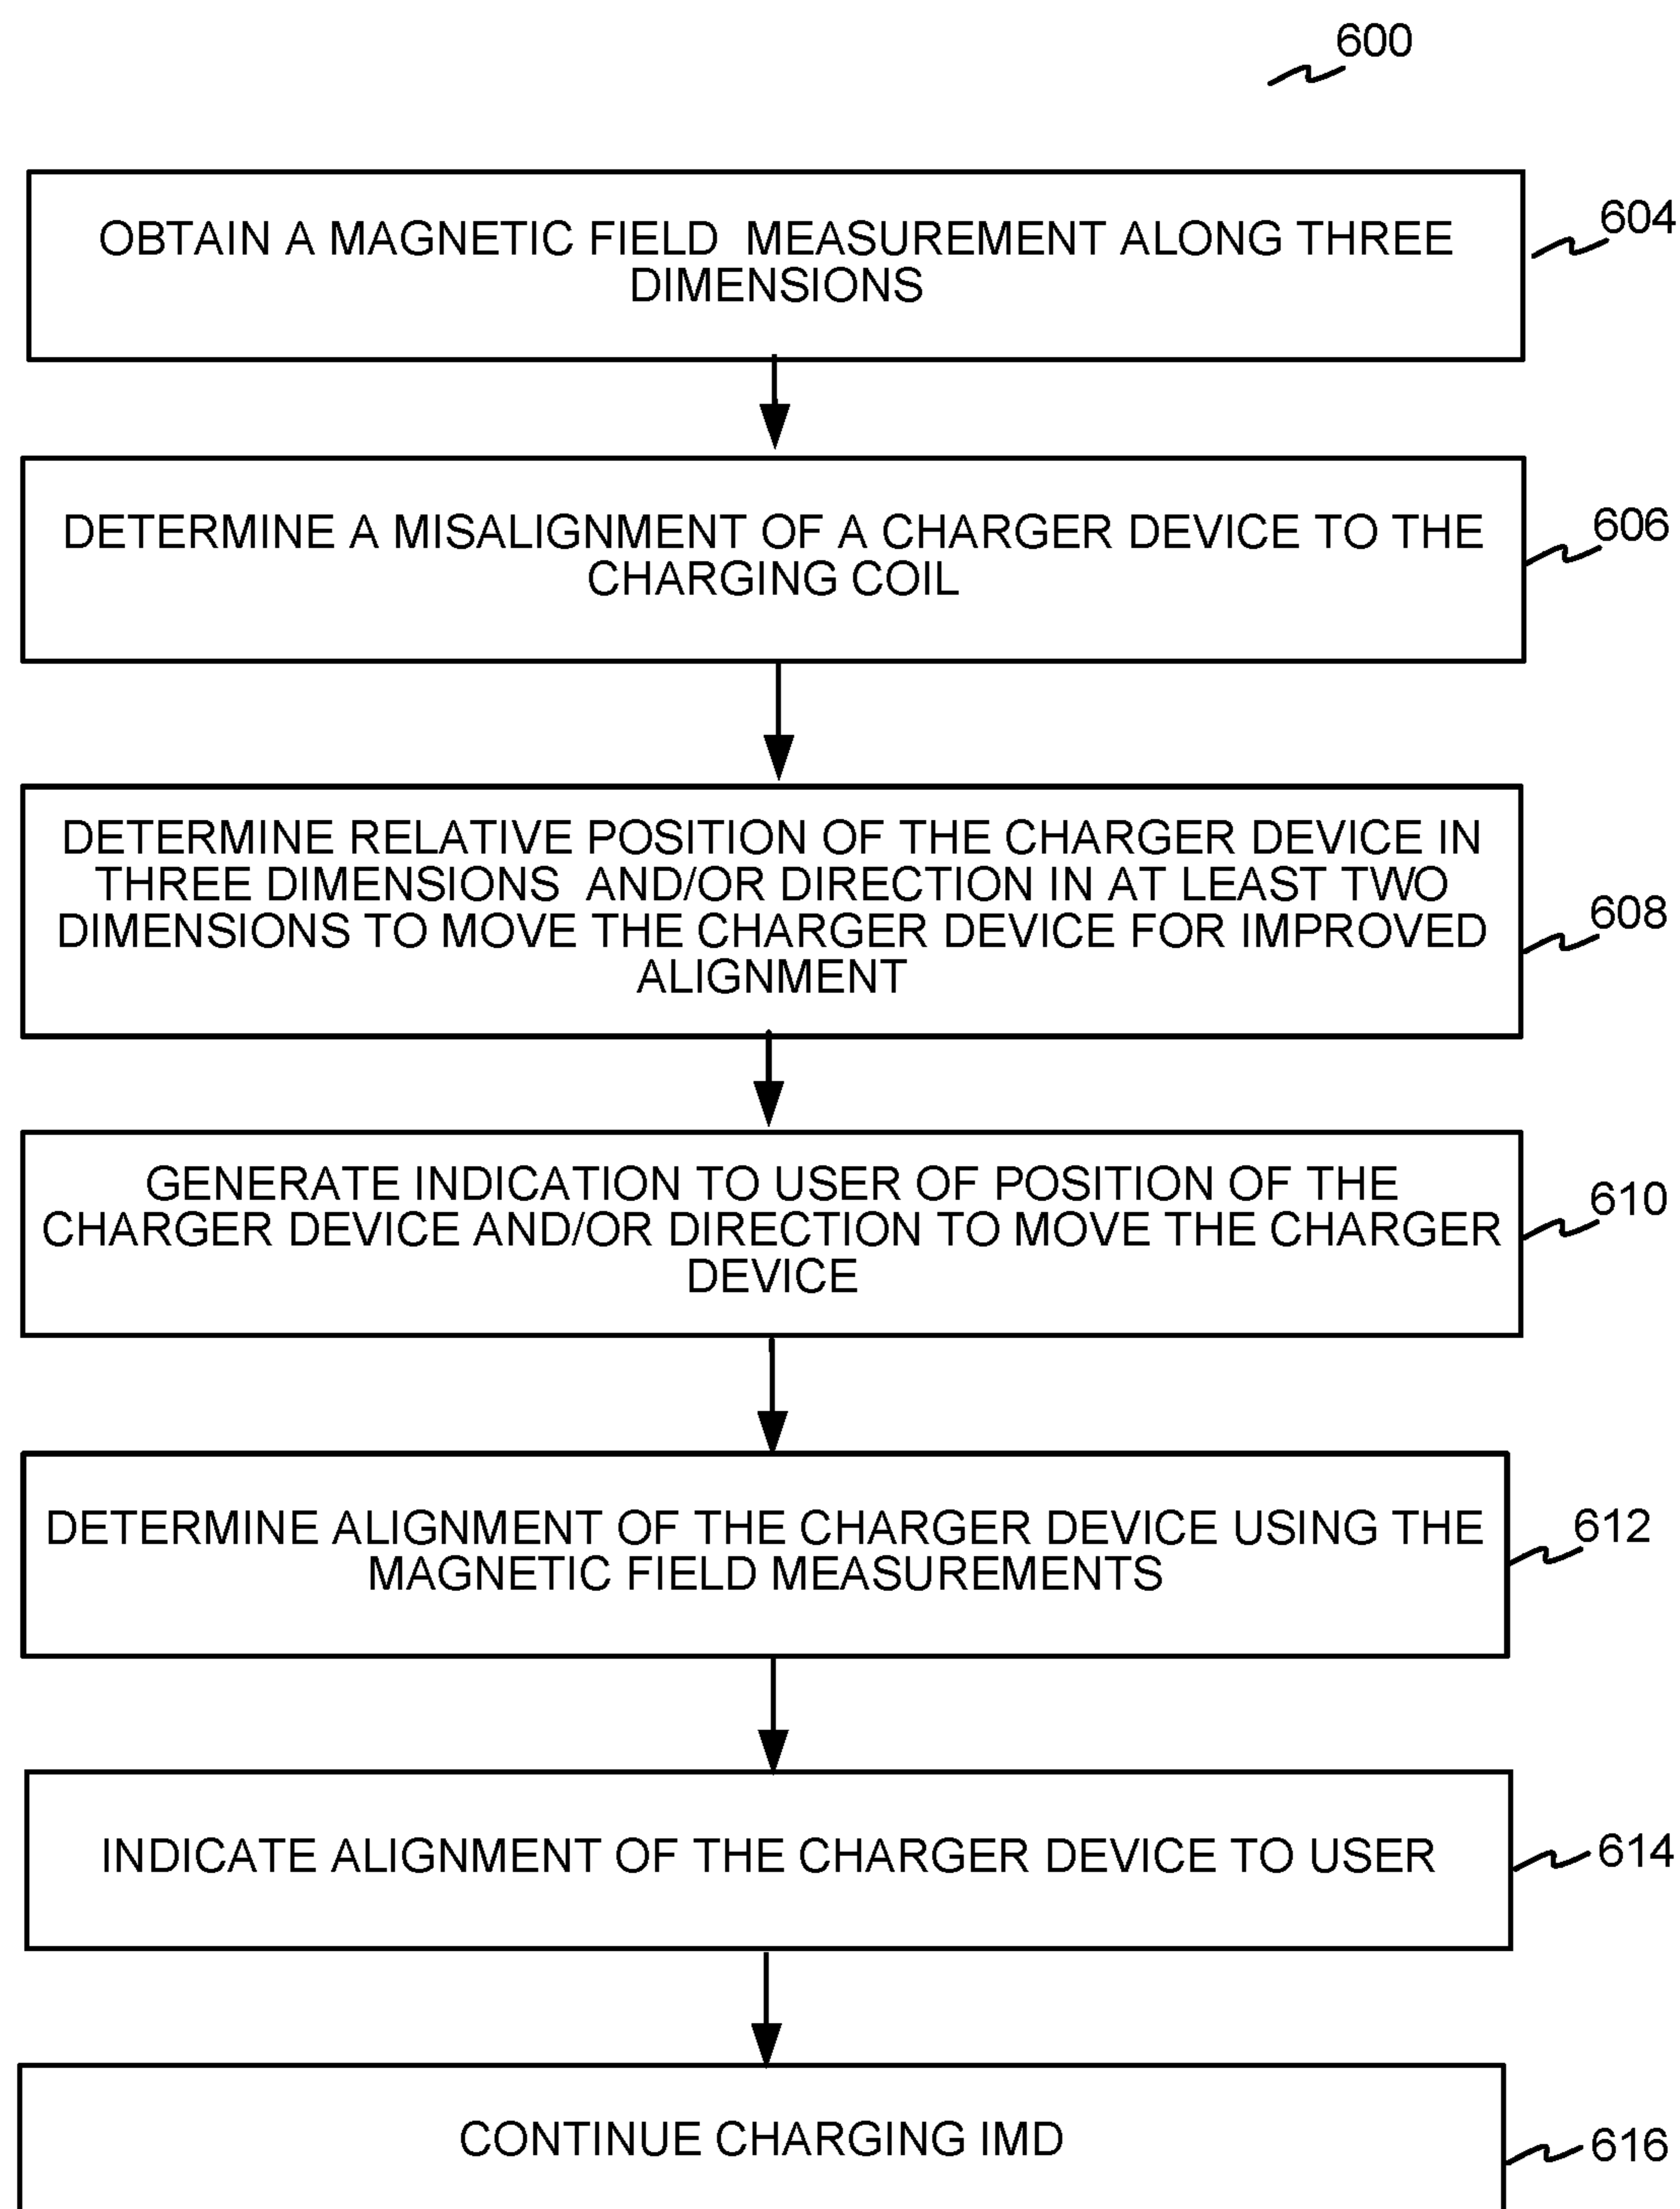 600
OBTAIN A MAGNETIC FIELD MEASUREMENT ALONG THREE
DIMENSIONS
604
DETERMINE A MISALIGNMENT OF A CHARGER DEVICE TO THE
CHARGING COIL
606
DETERMINE RELATIVE POSITION OF THE CHARGER DEVICE IN
THREE DIMENSIONS AND/OR DIRECTION IN AT LEAST TWO
DIMENSIONS TO MOVE THE CHARGER DEVICE FOR IMPROVED
ALIGNMENT
608
GENERATE INDICATION TO USER OF POSITION OF THE
CHARGER DEVICE AND/OR DIRECTION TO MOVE THE CHARGER
DEVICE
610
DETERMINE ALIGNMENT OF THE CHARGER DEVICE USING THE
MAGNETIC FIELD MEASUREMENTS
612
INDICATE ALIGNMENT OF THE CHARGER DEVICE TO USER
614
CONTINUE CHARGING IMD
616